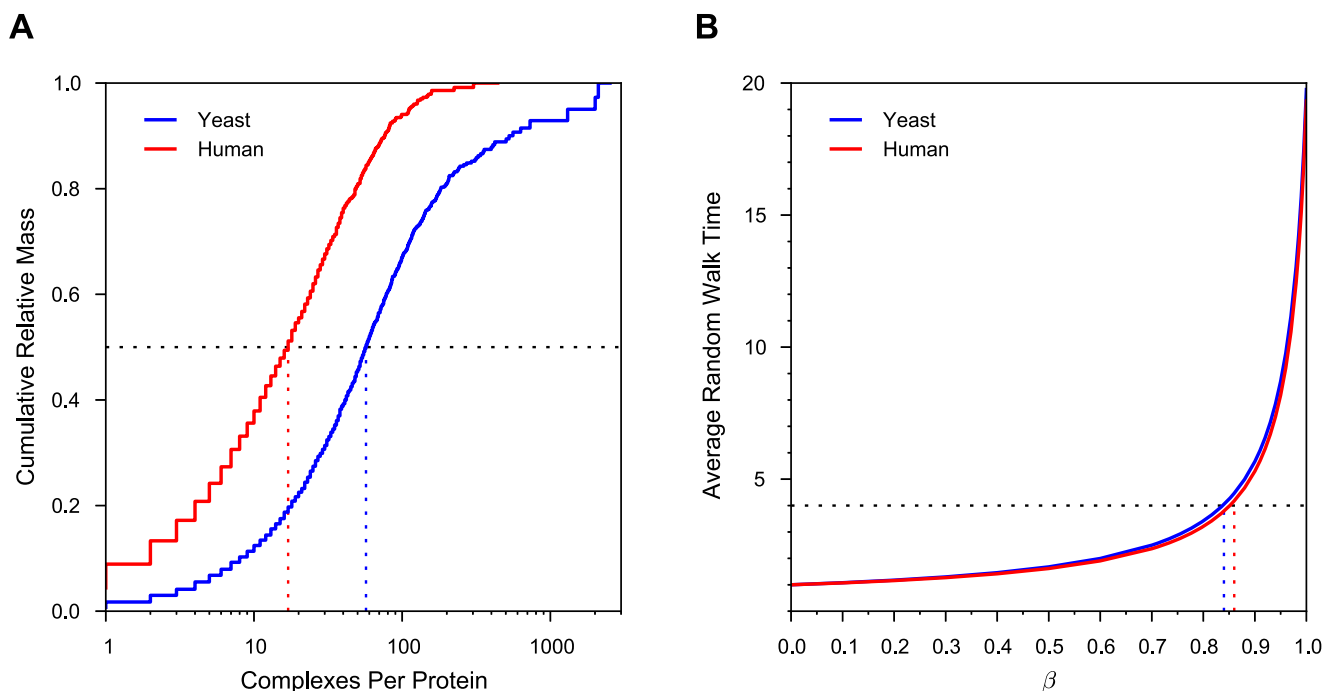 A
Cumulative Relative Mass
1.0
0.8
0.6
0.4
0.2
0.0
Yeast
Human
1 10 100 1000
Complexes Per Protein
B
Average Random Walk Time
20
15
10
5
Yeast
Human
0.0 0.1 0.2 0.3 0.4 0.5 0.6 0.7 0.8 0.9 1.0
β